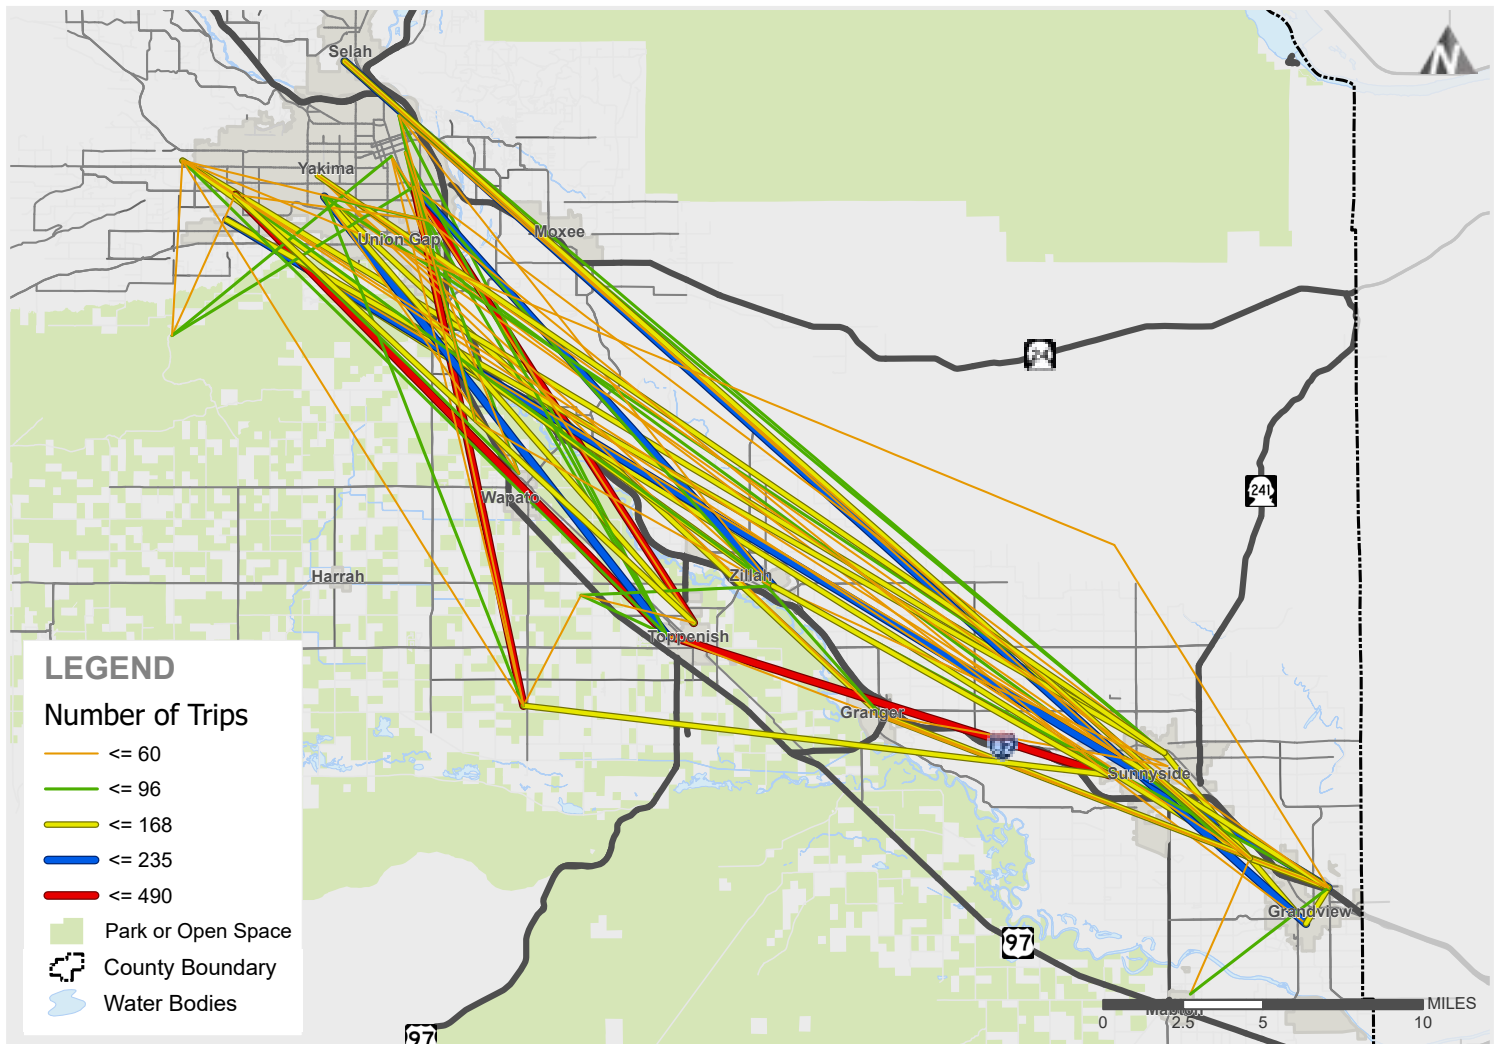 N
Selah
Yakima
Moxee
Union Gap
24
241
Wapato
Harrah
Zillah
Toppenish
Granger
Sunnyside
Grandview
97
97
MILES
0
2.5
5
10
LEGEND
Number of Trips
<= 60
<= 96
<= 168
<= 235
<= 490
Park or Open Space
County Boundary
Water Bodies